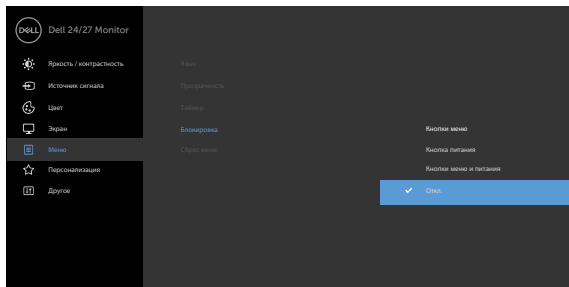 DELL
Dell 24/27 Monitor
Яркость / контрастность
Источник сигнала
Цвет
Экран
Меню
Персонализация
Другое
Язык
Прозрачность
Таймер
Блокировка
Сброс меню
Кнопки меню
Кнопка питания
Кнопки меню и питания
Откл.